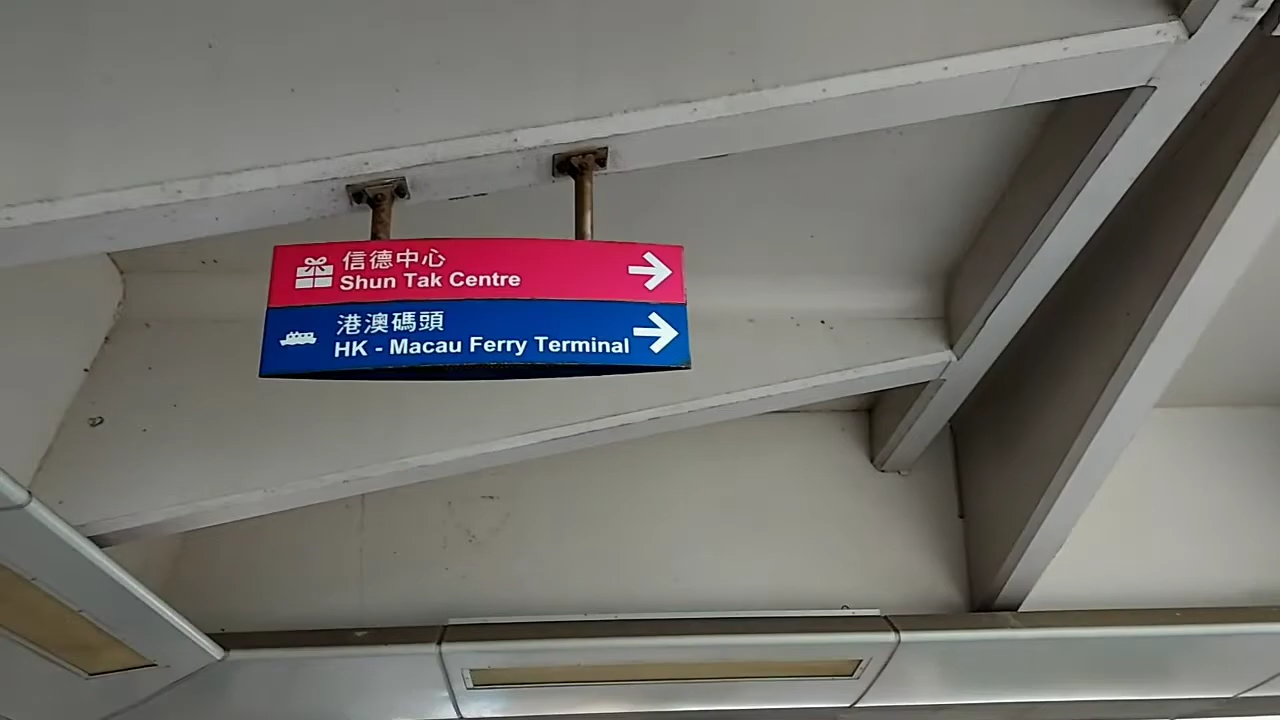 信德中心
Shun Tak Centre
港澳碼頭
HK - Macau Ferry Terminal